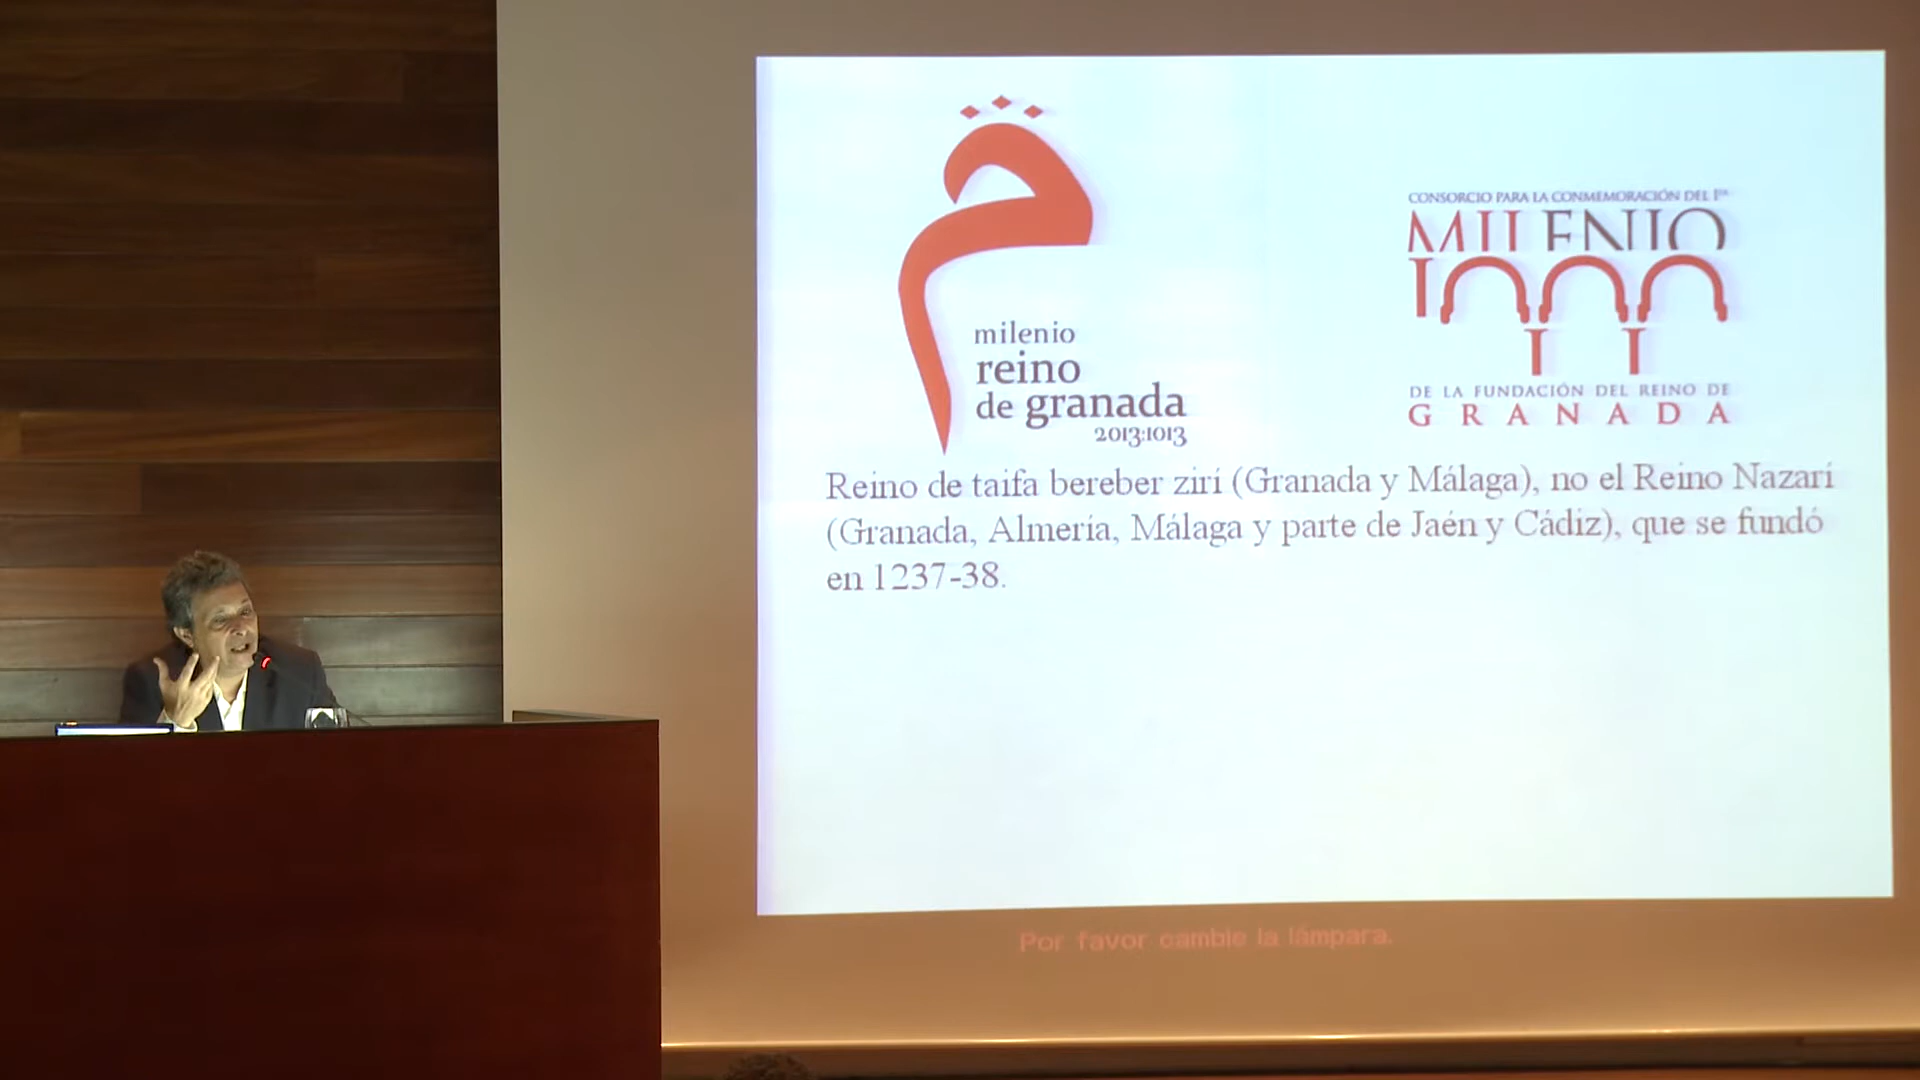 milenio
reino
de granada
2013:1013
CONSORCIO PARA LA CONMEMORACIÓN DEL Iᴱᴿ
MILENIO
1000
DE LA FUNDACIÓN DEL REINO DE
GRANADA
Reino de taifa bereber zirí (Granada y Málaga), no el Reino Nazarí
(Granada, Almería, Málaga y parte de Jaén y Cádiz), que se fundó
en 1237-38.
Por favor cambie la lámpara.